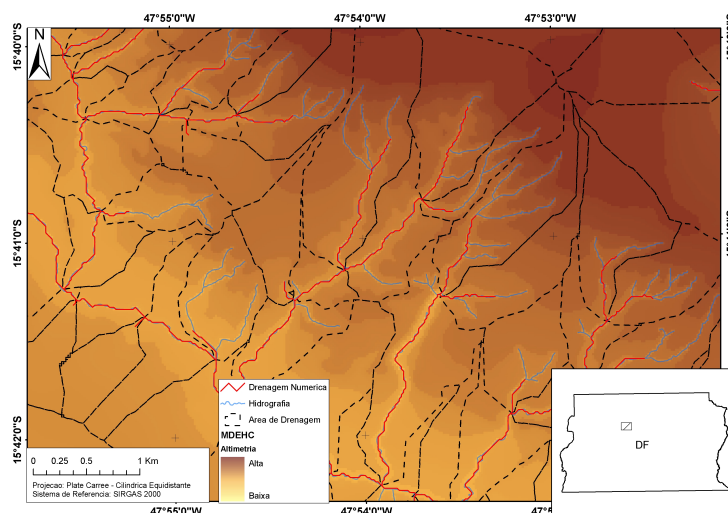 47°55'0"W 47°54'0"W 47°53'0"W
N
15°40'0"S
15°41'0"S
15°42'0"S
Drenagem Numerica
Hidrografia
Area de Drenagem
MDEHC
Altimetria
Alta
Baixa
0 0.25 0.5 1 Km
Projecao: Plate Carree - Cilindrica Equidistante
Sistema de Referencia: SIRGAS 2000
DF
47°55'0"W 47°54'0"W